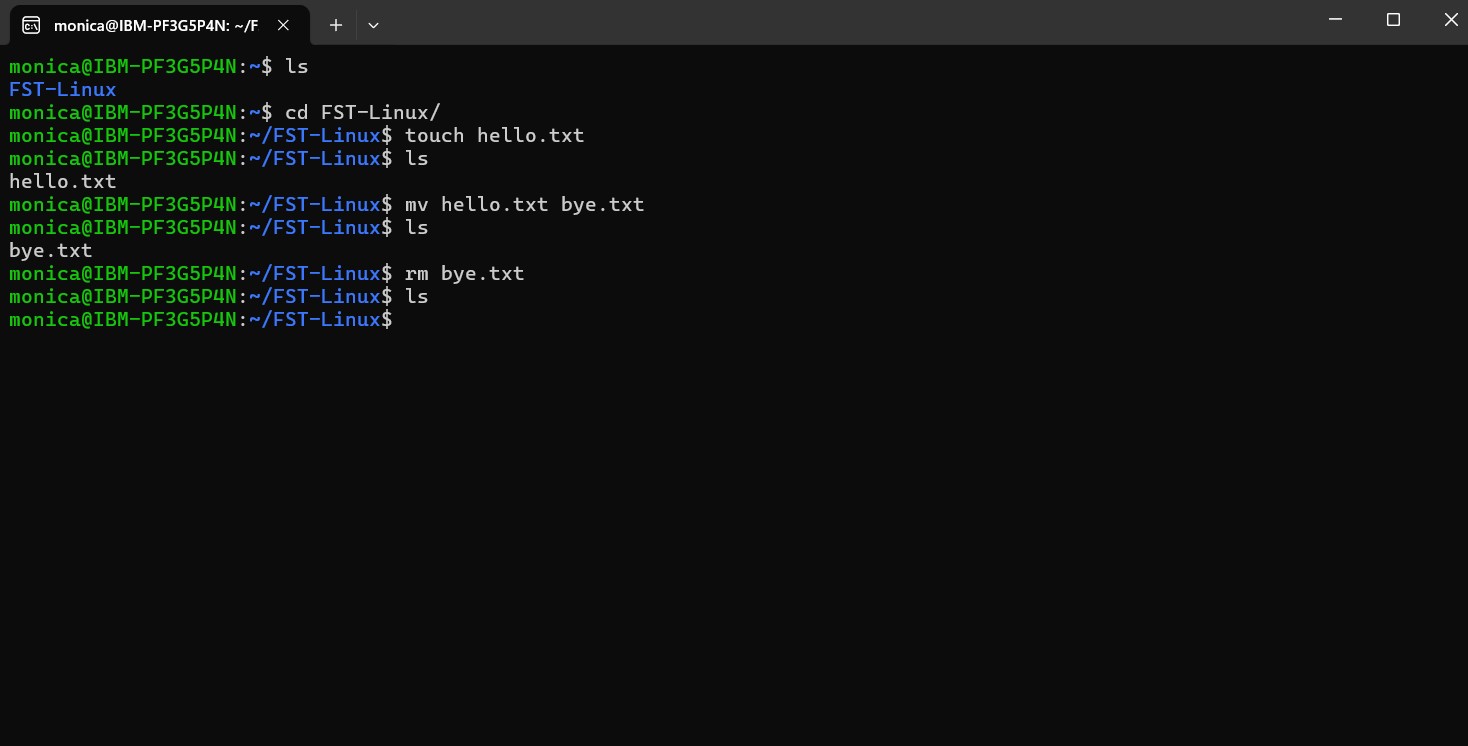 monica@IBM-PF3G5P4N: ~/F
monica@IBM-PF3G5P4N:~$ ls
FST-Linux
monica@IBM-PF3G5P4N:~$ cd FST-Linux/
monica@IBM-PF3G5P4N:~/FST-Linux$ touch hello.txt
monica@IBM-PF3G5P4N:~/FST-Linux$ ls
hello.txt
monica@IBM-PF3G5P4N:~/FST-Linux$ mv hello.txt bye.txt
monica@IBM-PF3G5P4N:~/FST-Linux$ ls
bye.txt
monica@IBM-PF3G5P4N:~/FST-Linux$ rm bye.txt
monica@IBM-PF3G5P4N:~/FST-Linux$ ls
monica@IBM-PF3G5P4N:~/FST-Linux$